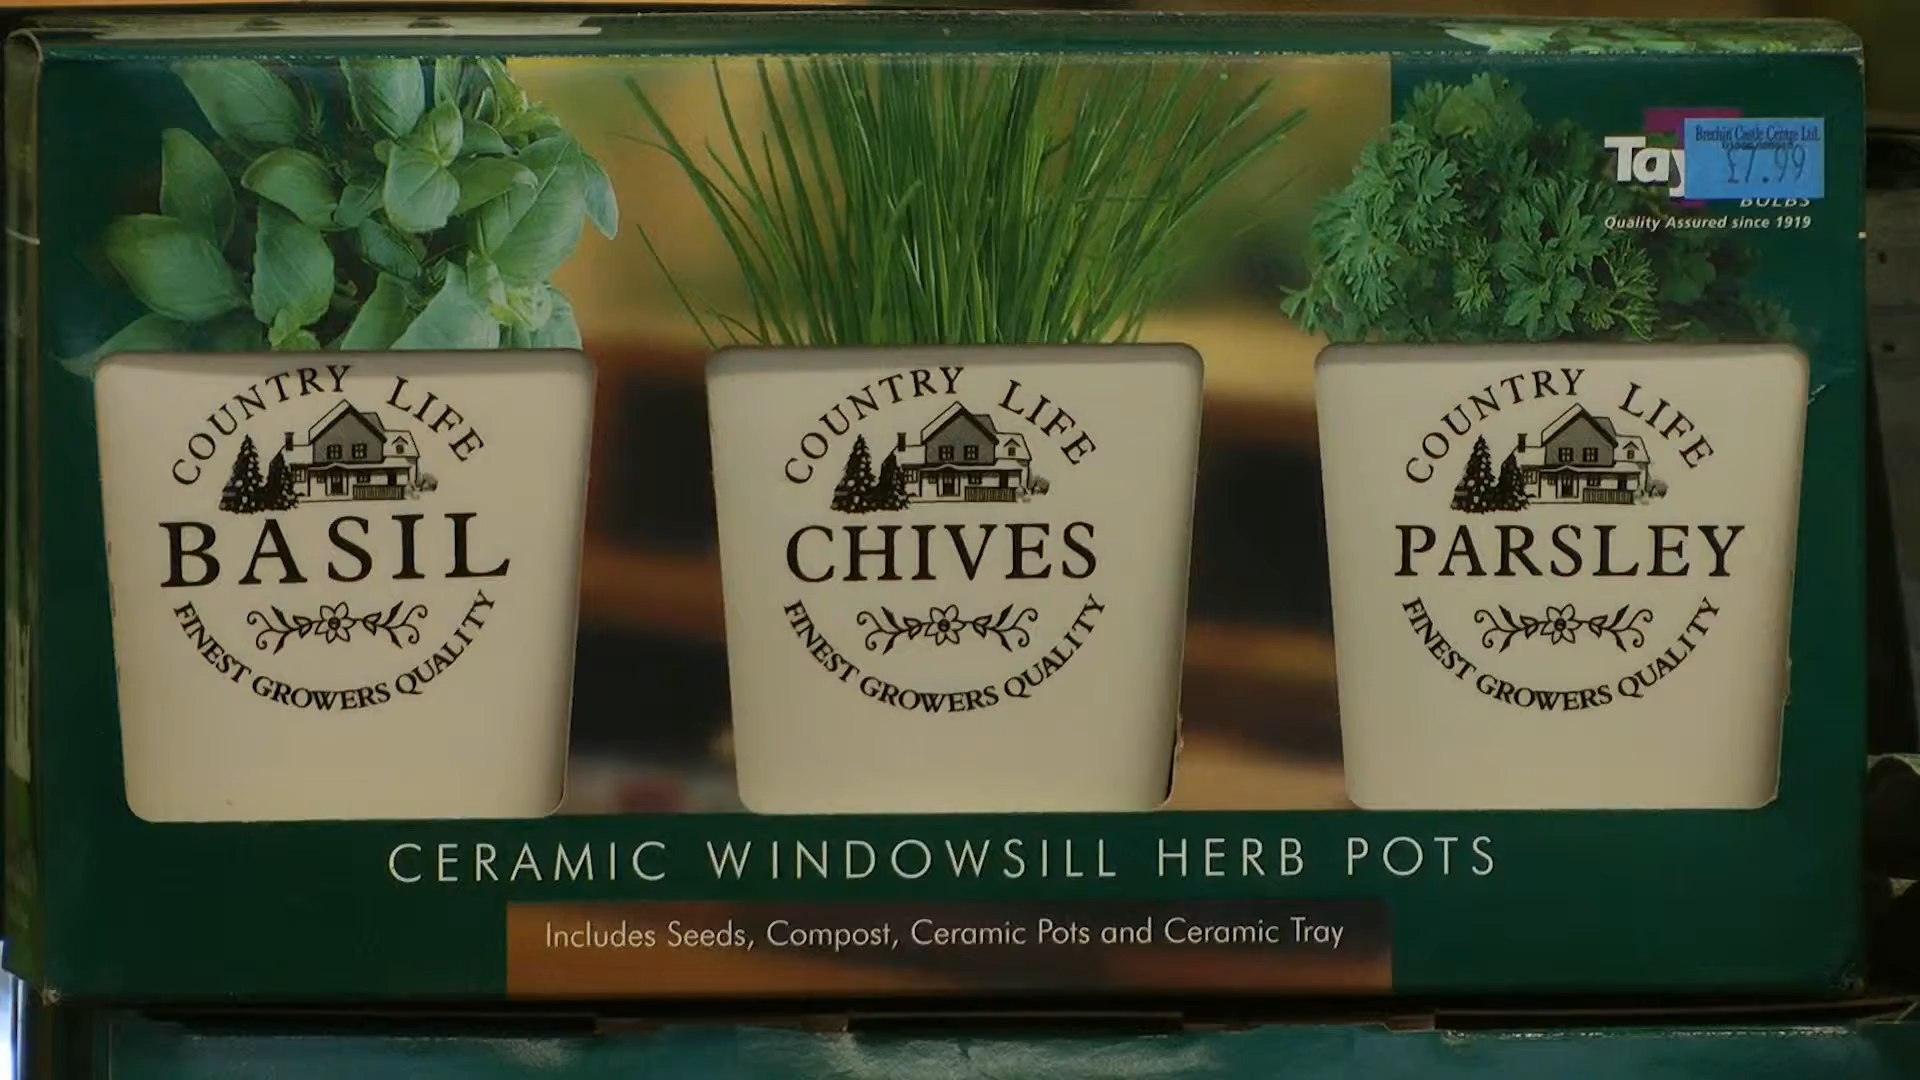 Brechin Castle Centre Ltd.
£7.99
Tay
BULBS
Quality Assured since 1919
COUNTRY LIFE
BASIL
FINEST GROWERS QUALITY
COUNTRY LIFE
CHIVES
FINEST GROWERS QUALITY
COUNTRY LIFE
PARSLEY
FINEST GROWERS QUALITY
CERAMIC WINDOWSILL HERB POTS
Includes Seeds, Compost, Ceramic Pots and Ceramic Tray